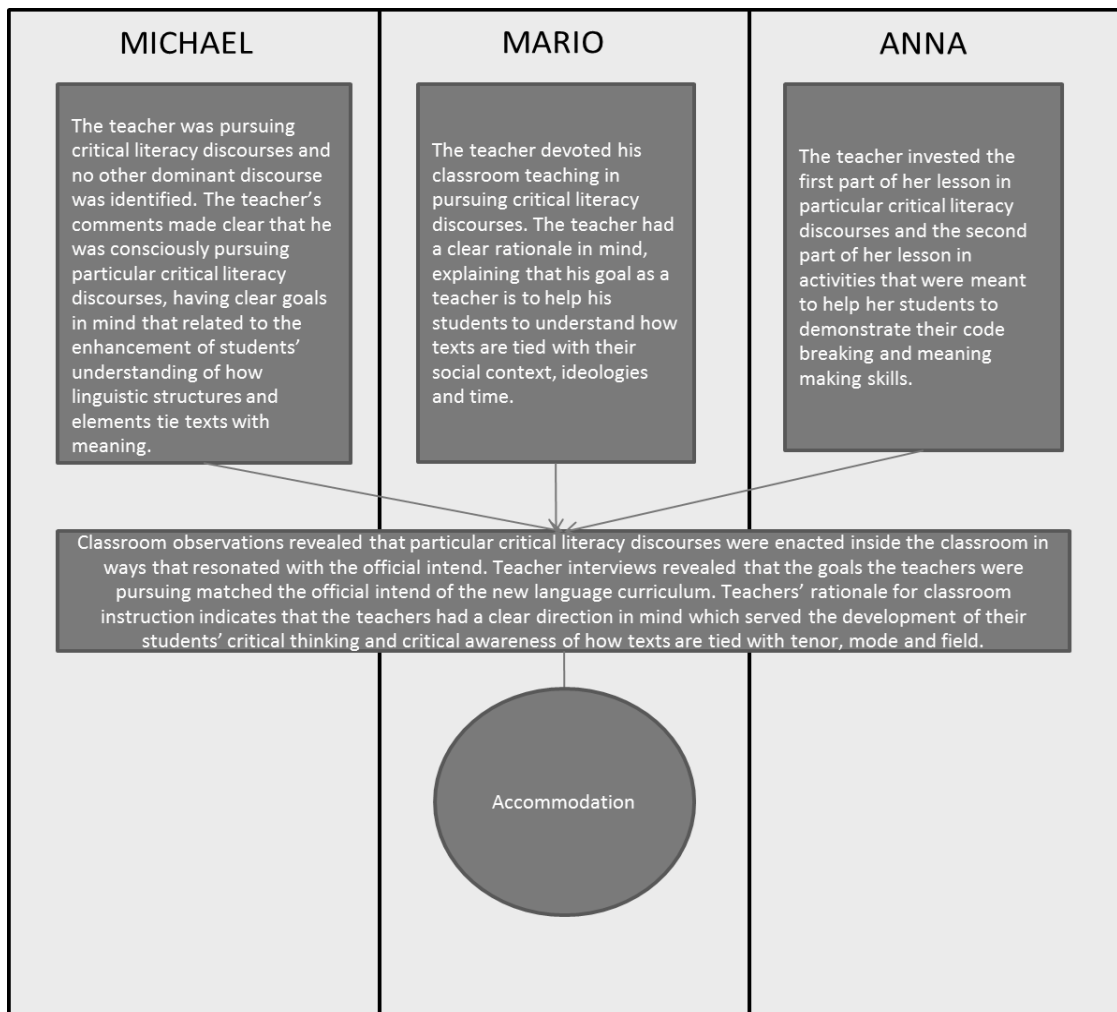 MICHAEL
MARIO
ANNA
The teacher was pursuing
critical literacy discourses and
no other dominant discourse
was identified. The teacher’s
comments made clear that he
was consciously pursuing
particular critical literacy
discourses, having clear goals
in mind that related to the
enhancement of students’
understanding of how
linguistic structures and
elements tie texts with
meaning.
The teacher devoted his
classroom teaching in
pursuing critical literacy
discourses. The teacher had
a clear rationale in mind,
explaining that his goal as a
teacher is to help his
students to understand how
texts are tied with their
social context, ideologies
and time.
The teacher invested the
first part of her lesson in
particular critical literacy
discourses and the second
part of her lesson in
activities that were meant
to help her students to
demonstrate their code
breaking and meaning
making skills.
Classroom observations revealed that particular critical literacy discourses were enacted inside the classroom in
ways that resonated with the official intend. Teacher interviews revealed that the goals the teachers were
pursuing matched the official intend of the new language curriculum. Teachers’ rationale for classroom
instruction indicates that the teachers had a clear direction in mind which served the development of their
students’ critical thinking and critical awareness of how texts are tied with tenor, mode and field.
Accommodation